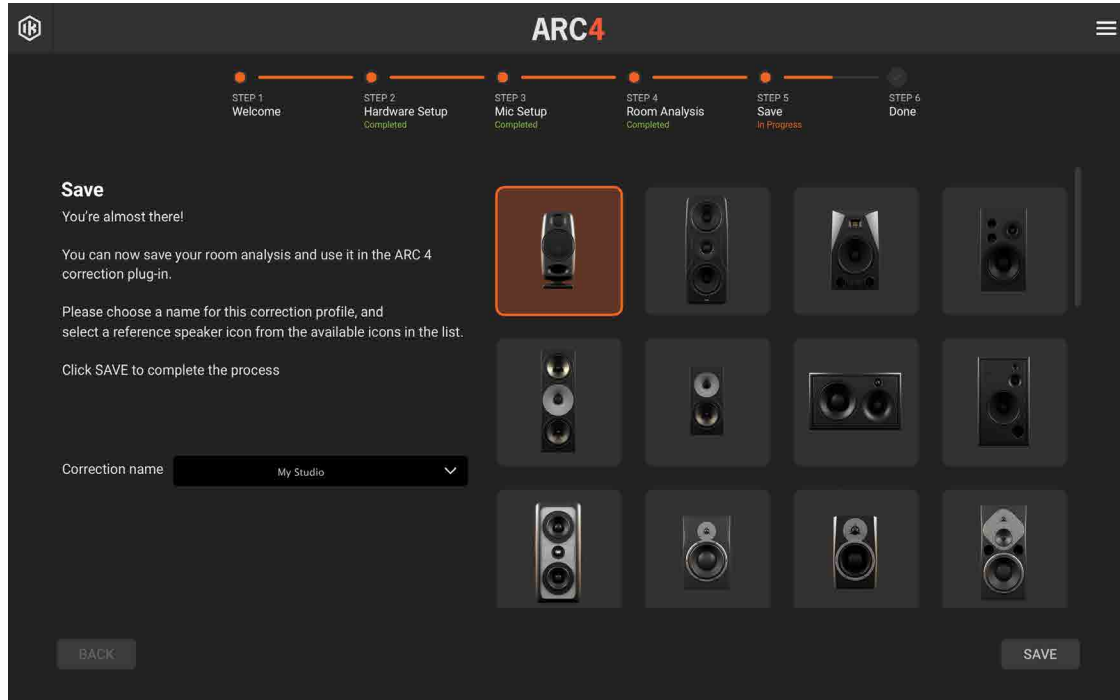 ARC4
STEP 1
Welcome
STEP 2
Hardware Setup
Completed
STEP 3
Mic Setup
Completed
STEP 4
Room Analysis
Completed
STEP 5
Save
In Progress
STEP 6
Done
Save
You're almost there!
You can now save your room analysis and use it in the ARC 4
correction plug-in.
Please choose a name for this correction profile, and
select a reference speaker icon from the available icons in the list.
Click SAVE to complete the process
Correction name
My Studio
BACK
SAVE